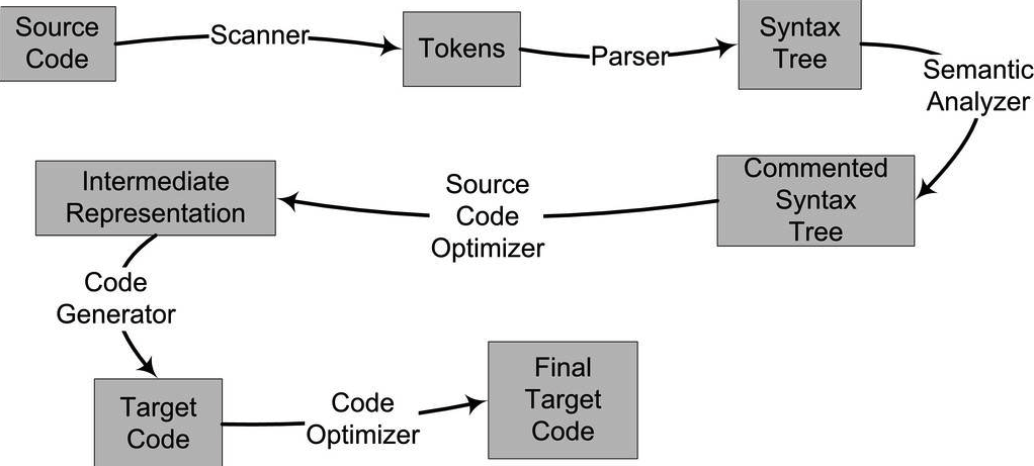 Source
Code
Scanner
Tokens
Parser
Syntax
Tree
Semantic
Analyzer
Commented
Syntax
Tree
Source
Code
Optimizer
Intermediate
Representation
Code
Generator
Target
Code
Code
Optimizer
Final
Target
Code